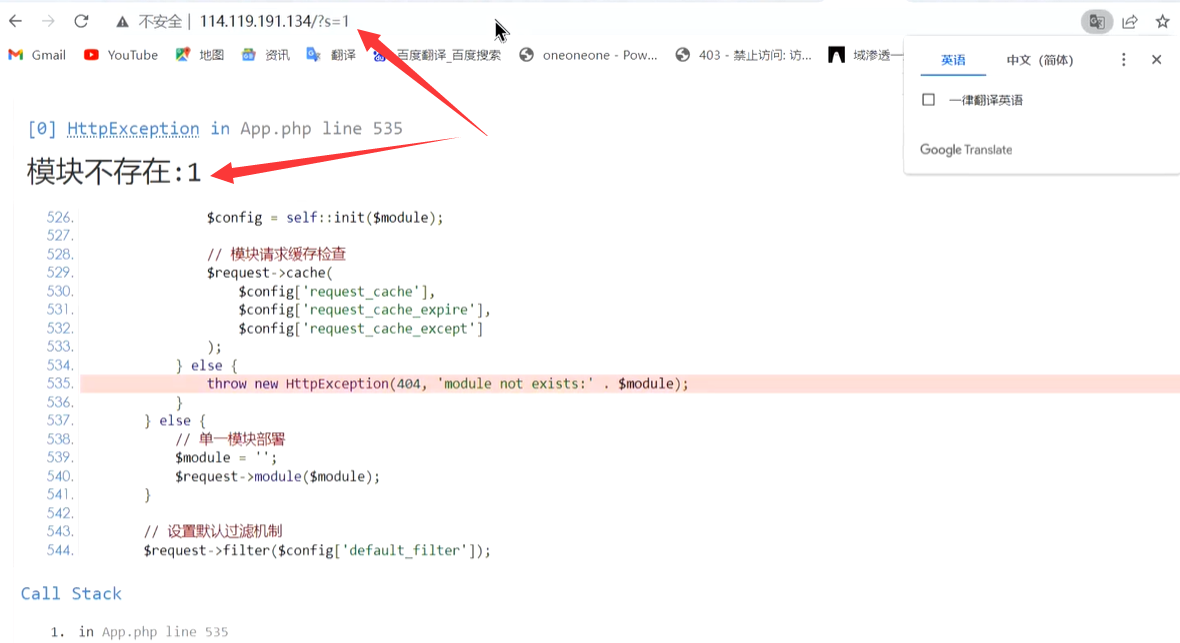 不安全 | 114.119.191.134/?s=1
Gmail YouTube 地图 资讯 翻译 百度翻译_百度搜索 oneoneone - Pow... 403 - 禁止访问: 访... 域渗透一
英语 中文（简体）
一律翻译英语
Google Translate
[0] HttpException in App.php line 535
模块不存在:1
526. $config = self::init($module);
527.
528. // 模块请求缓存检查
529. $request->cache(
530. $config['request_cache'],
531. $config['request_cache_expire'],
532. $config['request_cache_except']
533. );
534. } else {
535. throw new HttpException(404, 'module not exists:' . $module);
536. }
537. } else {
538. // 单一模块部署
539. $module = '';
540. $request->module($module);
541. }
542.
543. // 设置默认过滤机制
544. $request->filter($config['default_filter']);
Call Stack
1. in App.php line 535